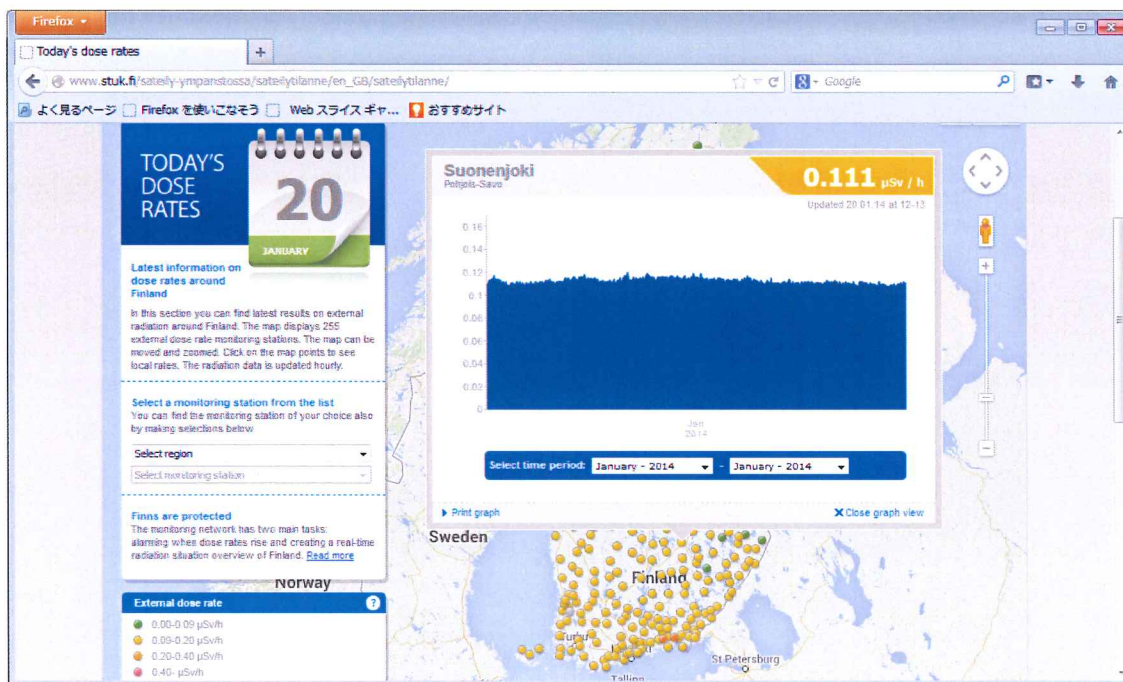 Firefox
Today's dose rates
www.stuk.fi/sateily-ymparistossa/sateilytilanne/en_GB/sateilytilanne/
Google
よく見るページ
Firefox を使いこなそう
Web スライス ギャ...
おすすめサイト
TODAY'S
DOSE
RATES
20
JANUARY
Latest information on
dose rates around
Finland
In this section you can find latest results on external
radiation around Finland. The map displays 255
external dose rate monitoring stations. The map can be
moved and zoomed. Click on the map points to see
local rates. The radiation data is updated hourly.
Select a monitoring station from the list
You can find the monitoring station of your choice also
by making selections below
Select region
Select monitoring station
Finns are protected
The monitoring network has two main tasks:
alarming when dose rates rise and creating a real-time
radiation situation overview of Finland. Read more
External dose rate ?
0.00-0.09 µSv/h
0.09-0.20 µSv/h
0.20-0.40 µSv/h
0.40- µSv/h
Suonenjoki
Pohjois-Savo
0.111 µSv / h
Updated 20.01.14 at 12-13
0.16
0.14
0.12
0.1
0.08
0.06
0.04
0.02
0
Jan
2014
Select time period: January - 2014 - January - 2014
Print graph
Close graph view
Sweden
Norway
Finland
Turku
St Petersburg
Tallinn